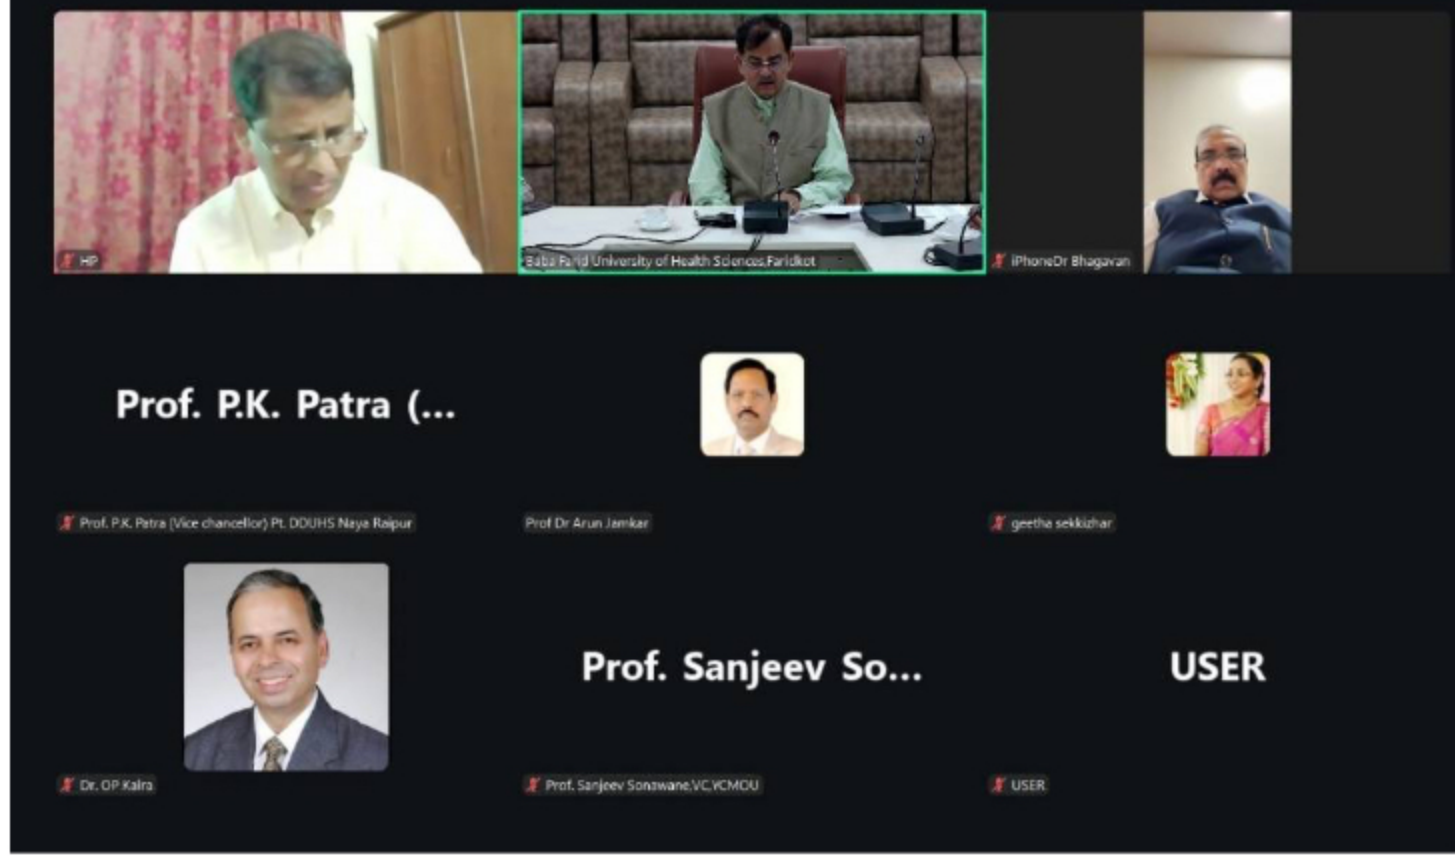 HP
Baba Farid University of Health Sciences,Faridkot
iPhoneDr Bhagavan
Prof. P.K. Patra (...
Prof. P.K. Patra (Vice chancellor) Pt. DDUHS Naya Raipur
Prof Dr Arun Jamkar
geetha sekkizhar
Prof. Sanjeev So...
USER
Dr. OP Kalra
Prof. Sanjeev Sonawane,VC,YCMOU
USER